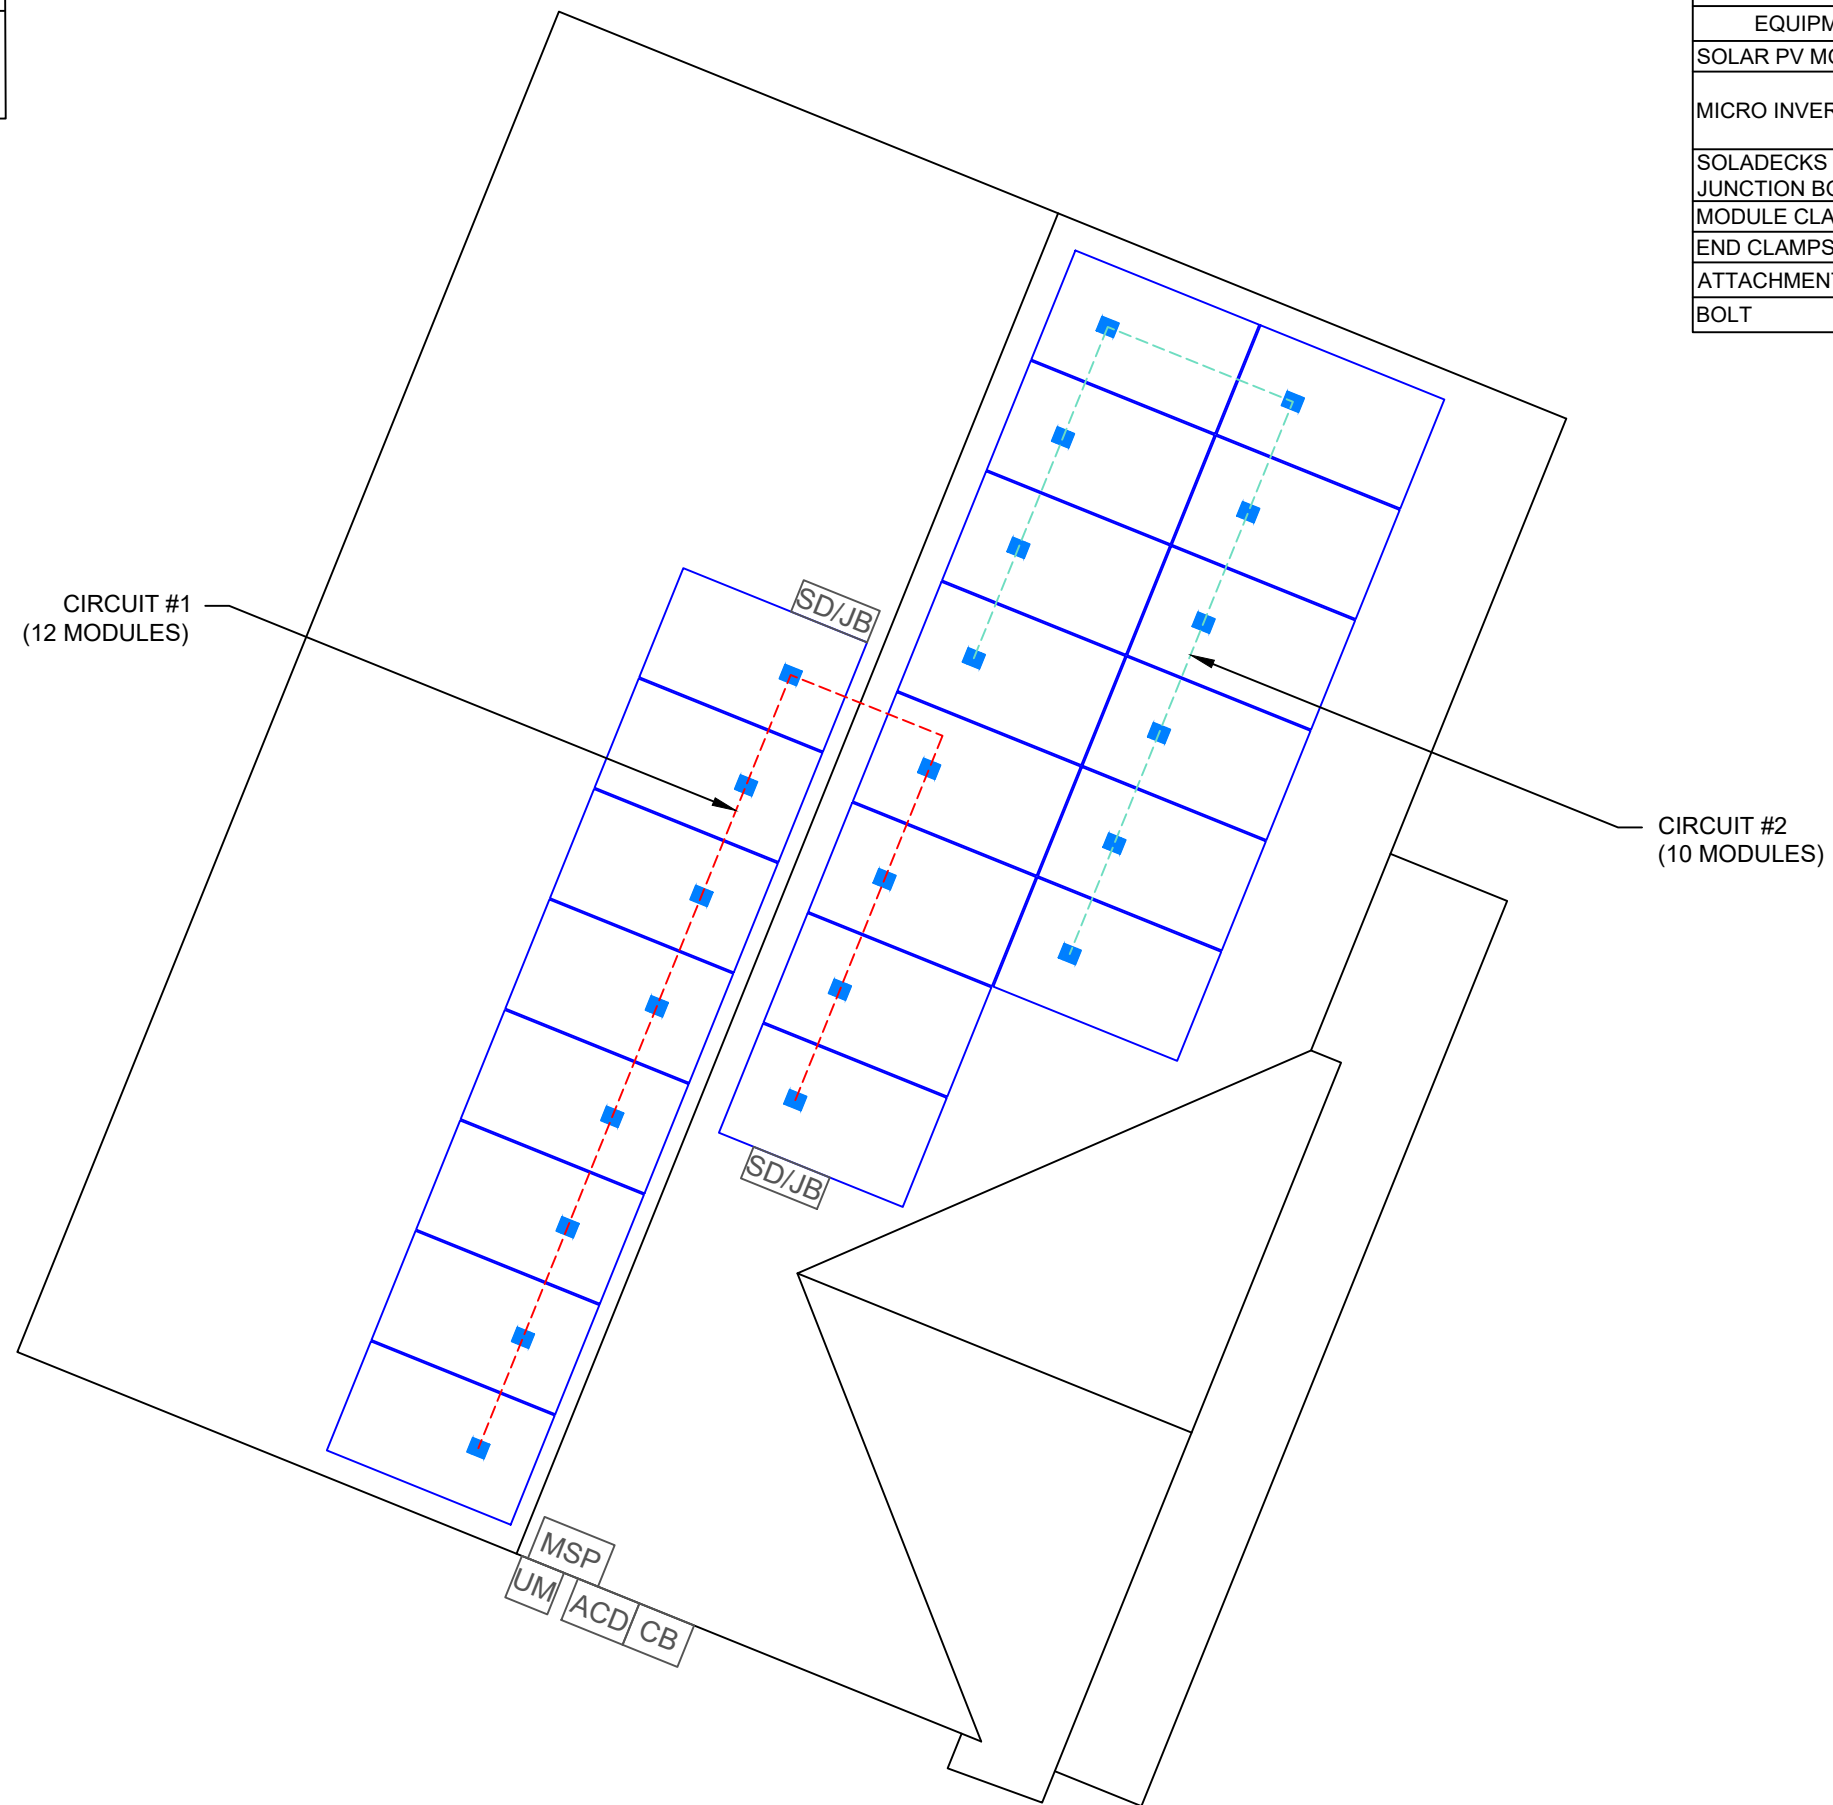 EQUIPM
SOLAR PV MO
MICRO INVER
SOLADECKS
JUNCTION BO
MODULE CLA
END CLAMPS
ATTACHMENT
BOLT
SD/JB
CIRCUIT #1
(12 MODULES)
CIRCUIT #2
(10 MODULES)
SD/JB
MSP
UM
ACD
CB